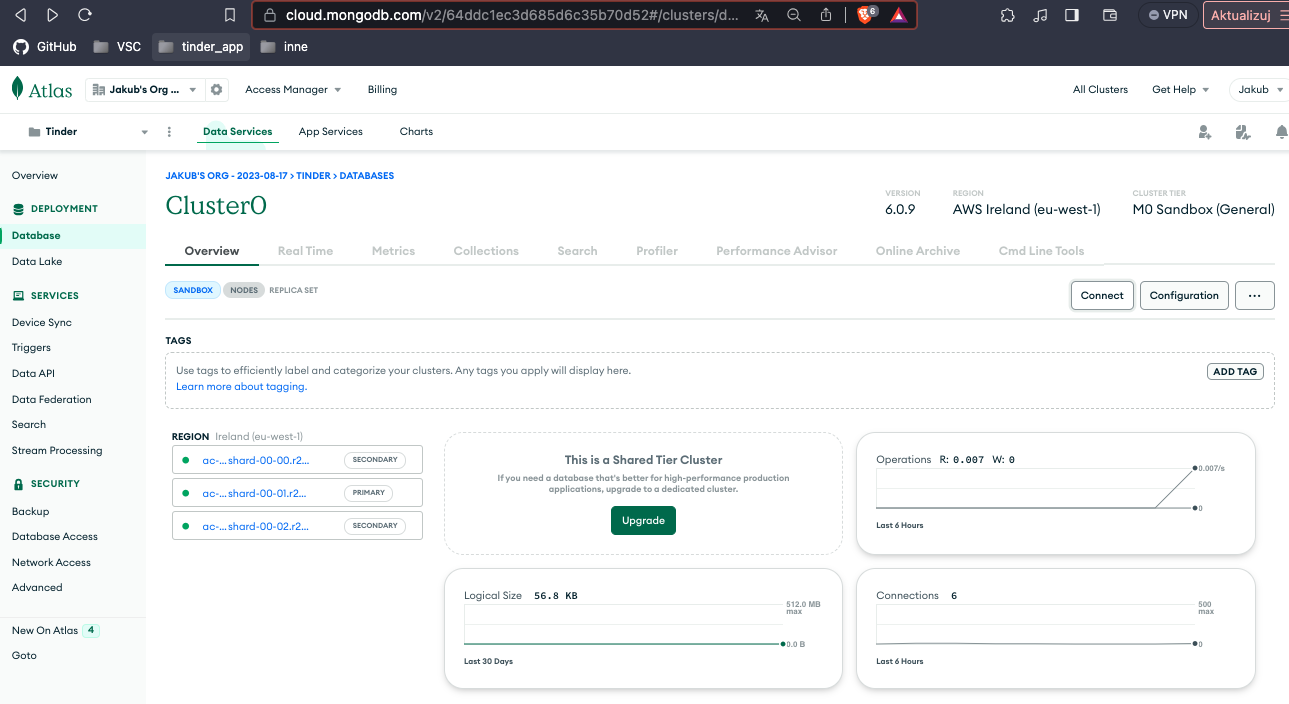 cloud.mongodb.com/v2/64ddc1ec3d685d6c35b70d52#/clusters/d...
6
VPN
Aktualizuj
GitHub
VSC
tinder_app
inne
Atlas
Jakub's Org ...
Access Manager
Billing
All Clusters
Get Help
Jakub
Tinder
Data Services
App Services
Charts
Overview
DEPLOYMENT
Database
Data Lake
SERVICES
Device Sync
Triggers
Data API
Data Federation
Search
Stream Processing
SECURITY
Backup
Database Access
Network Access
Advanced
New On Atlas 4
Goto
JAKUB'S ORG - 2023-08-17 > TINDER > DATABASES
Cluster0
VERSION
6.0.9
REGION
AWS Ireland (eu-west-1)
CLUSTER TIER
M0 Sandbox (General)
Overview
Real Time
Metrics
Collections
Search
Profiler
Performance Advisor
Online Archive
Cmd Line Tools
SANDBOX
NODES
REPLICA SET
Connect
Configuration
...
TAGS
Use tags to efficiently label and categorize your clusters. Any tags you apply will display here.
Learn more about tagging.
ADD TAG
REGION Ireland (eu-west-1)
ac-...shard-00-00.r2... SECONDARY
ac-...shard-00-01.r2... PRIMARY
ac-...shard-00-02.r2... SECONDARY
This is a Shared Tier Cluster
If you need a database that's better for high-performance production
applications, upgrade to a dedicated cluster.
Upgrade
Operations R: 0.007 W: 0
0.007/s
0
Last 6 Hours
Logical Size 56.8 KB
512.0 MB
max
0.0 B
Last 30 Days
Connections 6
500
max
0
Last 6 Hours